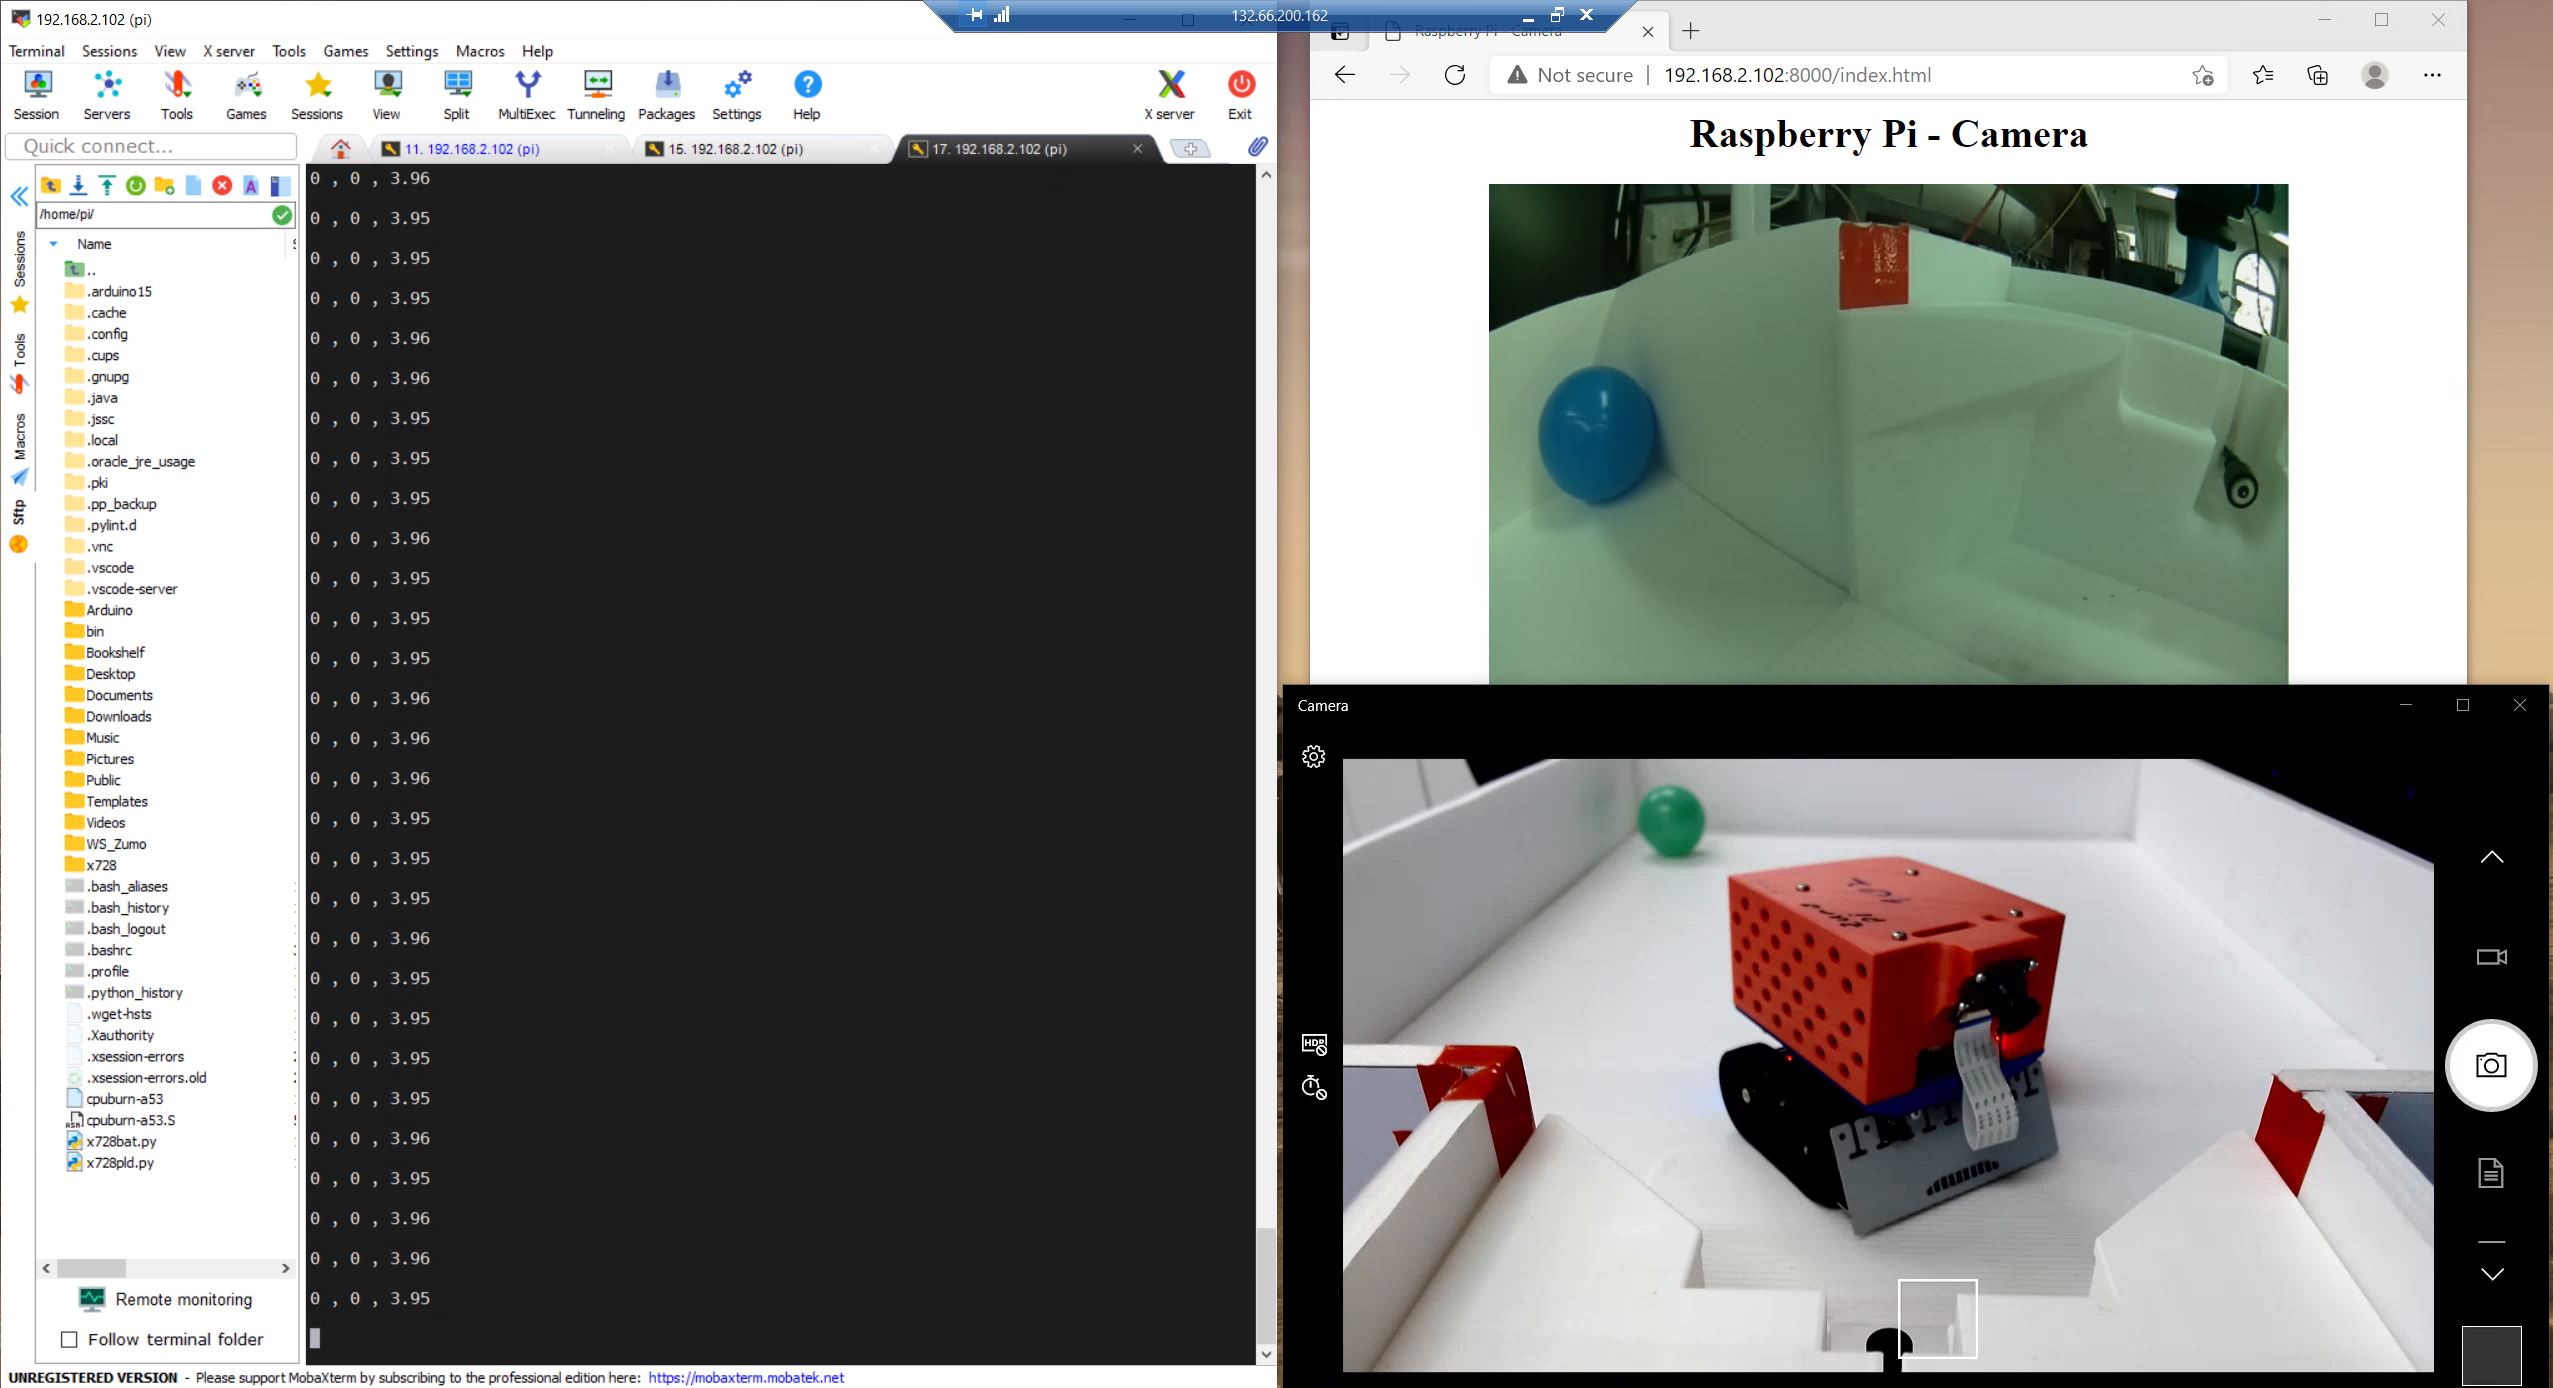 192.168.2.102 (pi)
132.66.200.162
Terminal Sessions View X server Tools Games Settings Macros Help
Session Servers Tools Games Sessions View Split MultiExec Tunneling Packages Settings Help X server Exit
Quick connect...
11. 192.168.2.102 (pi)
15. 192.168.2.102 (pi)
17. 192.168.2.102 (pi)
Sessions
Tools
Macros
Sftp
/home/pi/
Name
..
.arduino15
.cache
.config
.cups
.gnupg
.java
.jssc
.local
.oracle_jre_usage
.pki
.pp_backup
.pylint.d
.vnc
.vscode
.vscode-server
Arduino
bin
Bookshelf
Desktop
Documents
Downloads
Music
Pictures
Public
Templates
Videos
WS_Zumo
x728
.bash_aliases
.bash_history
.bash_logout
.bashrc
.profile
.python_history
.wget-hsts
.Xauthority
.xsession-errors
.xsession-errors.old
cpuburn-a53
cpuburn-a53.S
x728bat.py
x728pld.py
Remote monitoring
Follow terminal folder
0 , 0 , 3.96
0 , 0 , 3.95
0 , 0 , 3.95
0 , 0 , 3.95
0 , 0 , 3.96
0 , 0 , 3.96
0 , 0 , 3.95
0 , 0 , 3.95
0 , 0 , 3.95
0 , 0 , 3.96
0 , 0 , 3.95
0 , 0 , 3.95
0 , 0 , 3.95
0 , 0 , 3.96
0 , 0 , 3.96
0 , 0 , 3.96
0 , 0 , 3.95
0 , 0 , 3.95
0 , 0 , 3.95
0 , 0 , 3.96
0 , 0 , 3.95
0 , 0 , 3.95
0 , 0 , 3.95
0 , 0 , 3.95
0 , 0 , 3.96
0 , 0 , 3.95
0 , 0 , 3.96
0 , 0 , 3.96
0 , 0 , 3.95
UNREGISTERED VERSION - Please support MobaXterm by subscribing to the professional edition here: https://mobaxterm.mobatek.net
Raspberry Pi - Camera
Not secure | 192.168.2.102:8000/index.html
Raspberry Pi - Camera
Camera
HDR